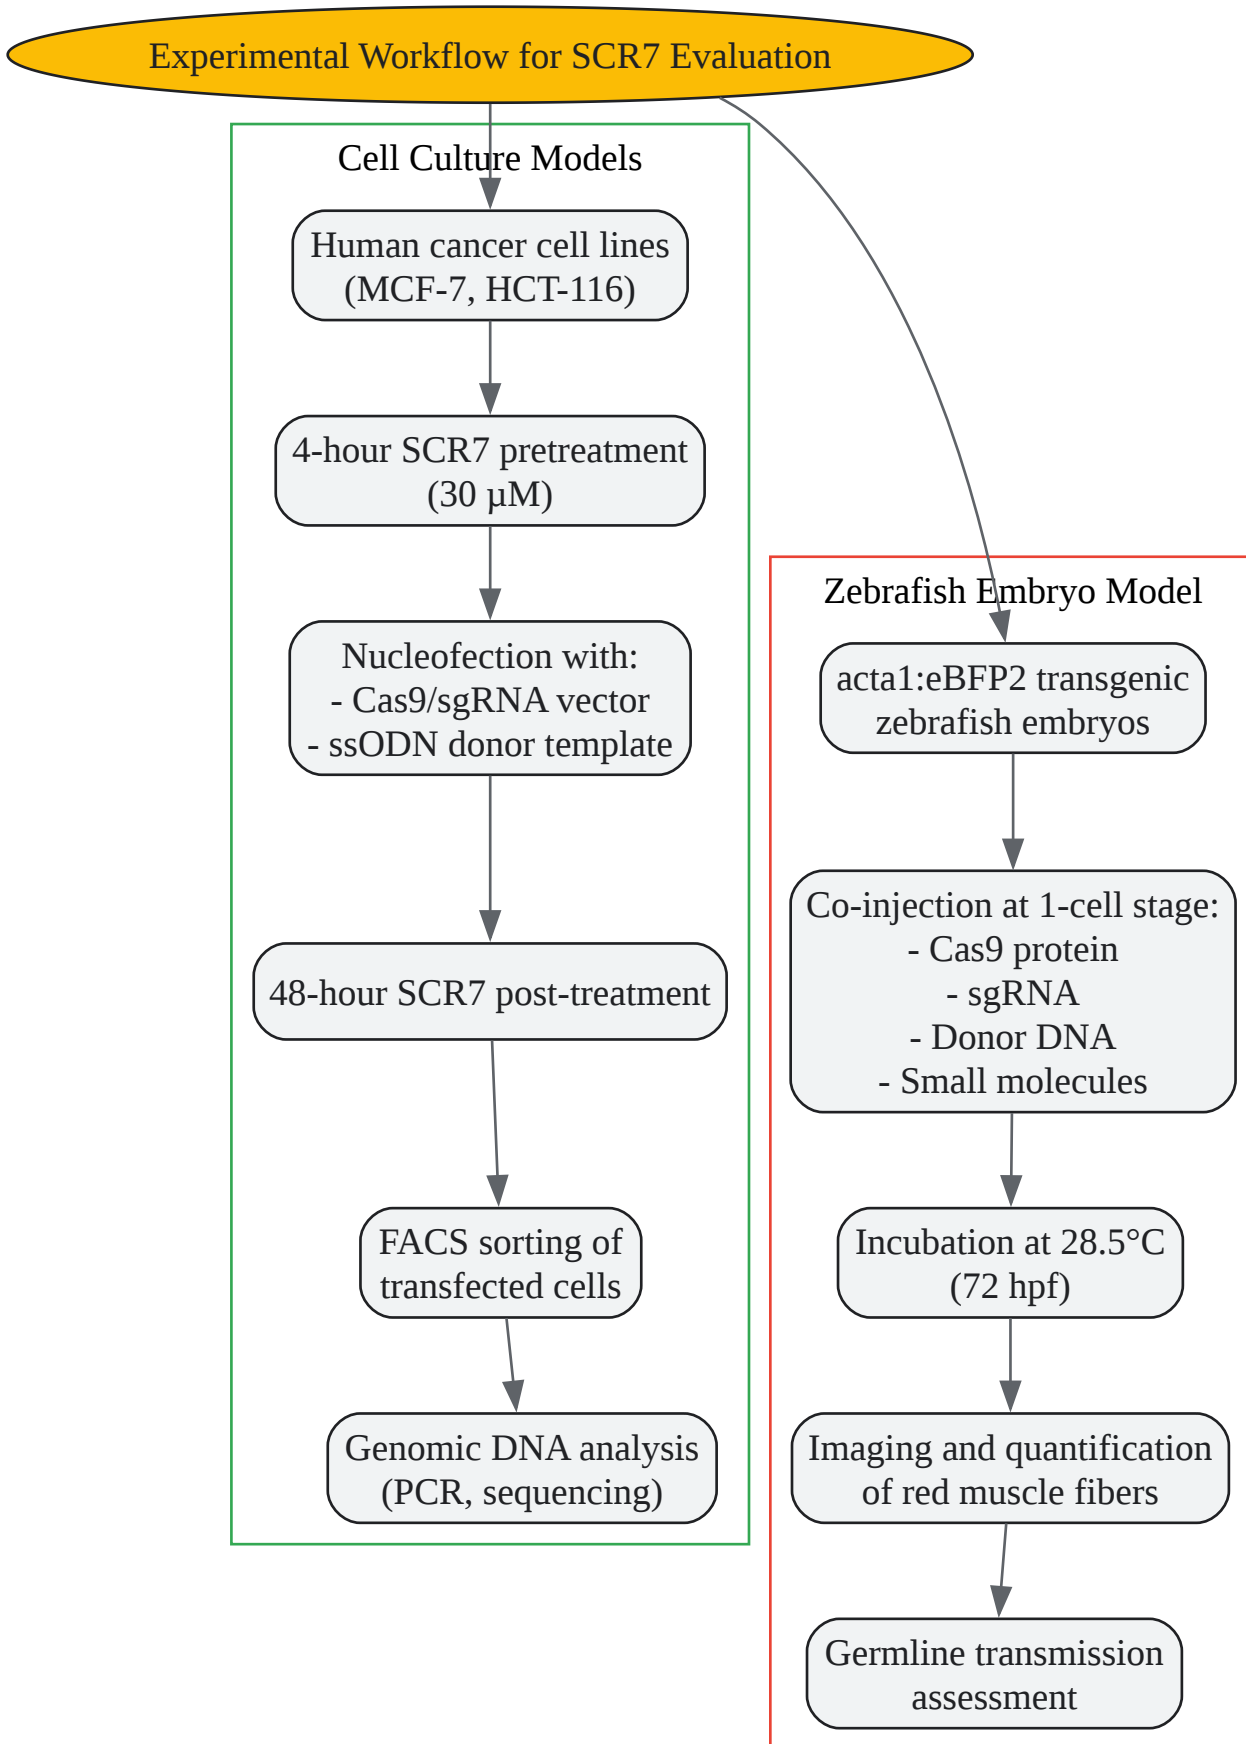 Experimental Workflow for SCR7 Evaluation
Cell Culture Models
Human cancer cell lines
(MCF-7, HCT-116)
4-hour SCR7 pretreatment
(30 µM)
Nucleofection with:
- Cas9/sgRNA vector
- ssODN donor template
48-hour SCR7 post-treatment
FACS sorting of
transfected cells
Genomic DNA analysis
(PCR, sequencing)
Zebrafish Embryo Model
acta1:eBFP2 transgenic
zebrafish embryos
Co-injection at 1-cell stage:
- Cas9 protein
- sgRNA
- Donor DNA
- Small molecules
Incubation at 28.5°C
(72 hpf)
Imaging and quantification
of red muscle fibers
Germline transmission
assessment